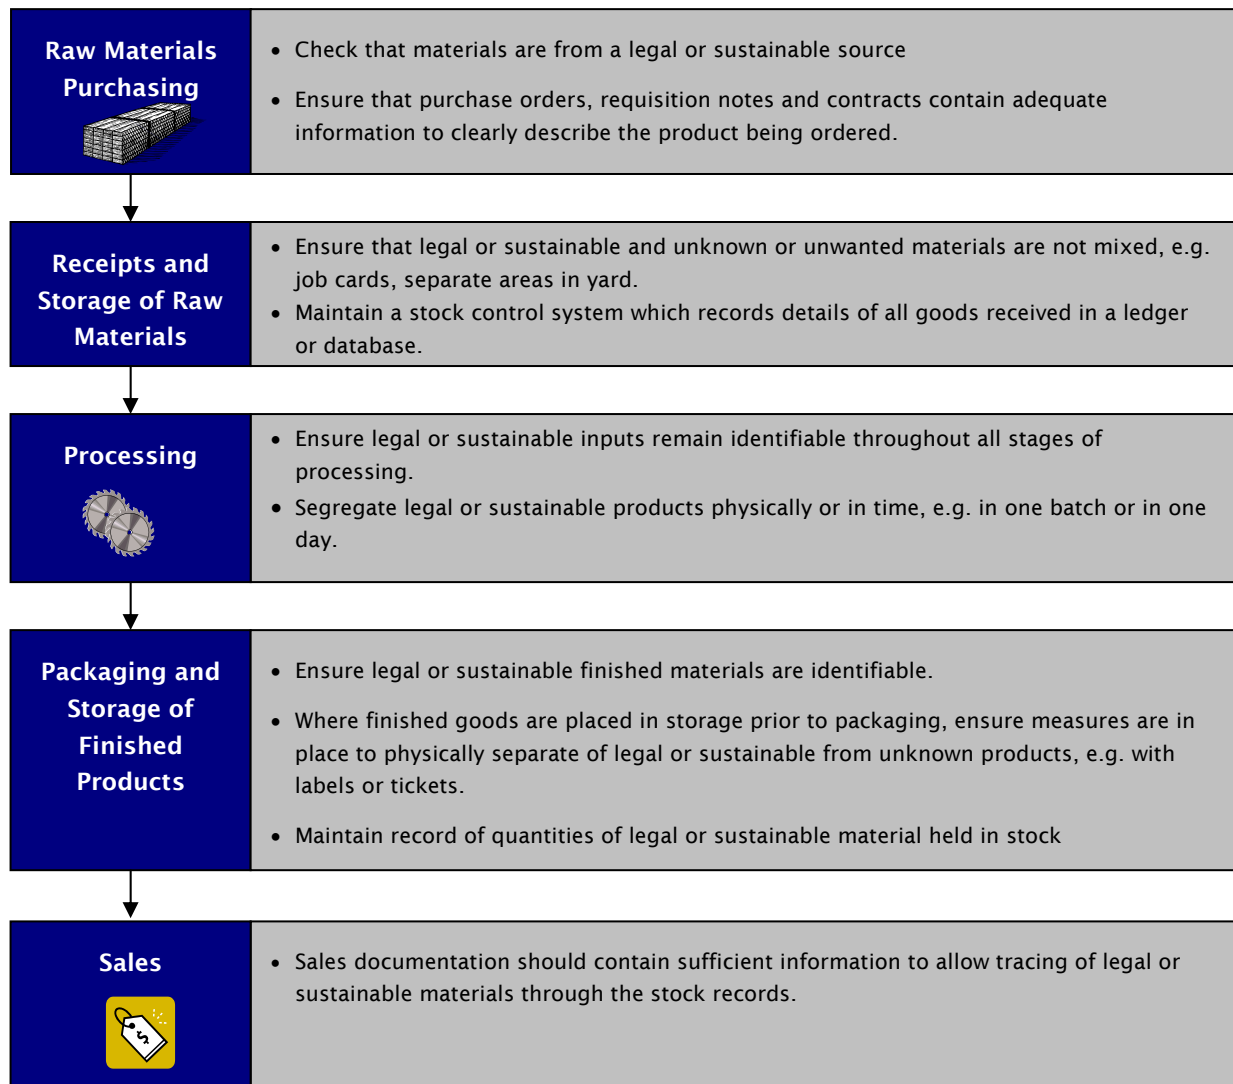 Raw Materials
Purchasing
• Check that materials are from a legal or sustainable source
• Ensure that purchase orders, requisition notes and contracts contain adequate
information to clearly describe the product being ordered.
Receipts and
Storage of Raw
Materials
• Ensure that legal or sustainable and unknown or unwanted materials are not mixed, e.g.
job cards, separate areas in yard.
• Maintain a stock control system which records details of all goods received in a ledger
or database.
Processing
• Ensure legal or sustainable inputs remain identifiable throughout all stages of
processing.
• Segregate legal or sustainable products physically or in time, e.g. in one batch or in one
day.
Packaging and
Storage of
Finished
Products
• Ensure legal or sustainable finished materials are identifiable.
• Where finished goods are placed in storage prior to packaging, ensure measures are in
place to physically separate of legal or sustainable from unknown products, e.g. with
labels or tickets.
• Maintain record of quantities of legal or sustainable material held in stock
Sales
$
• Sales documentation should contain sufficient information to allow tracing of legal or
sustainable materials through the stock records.